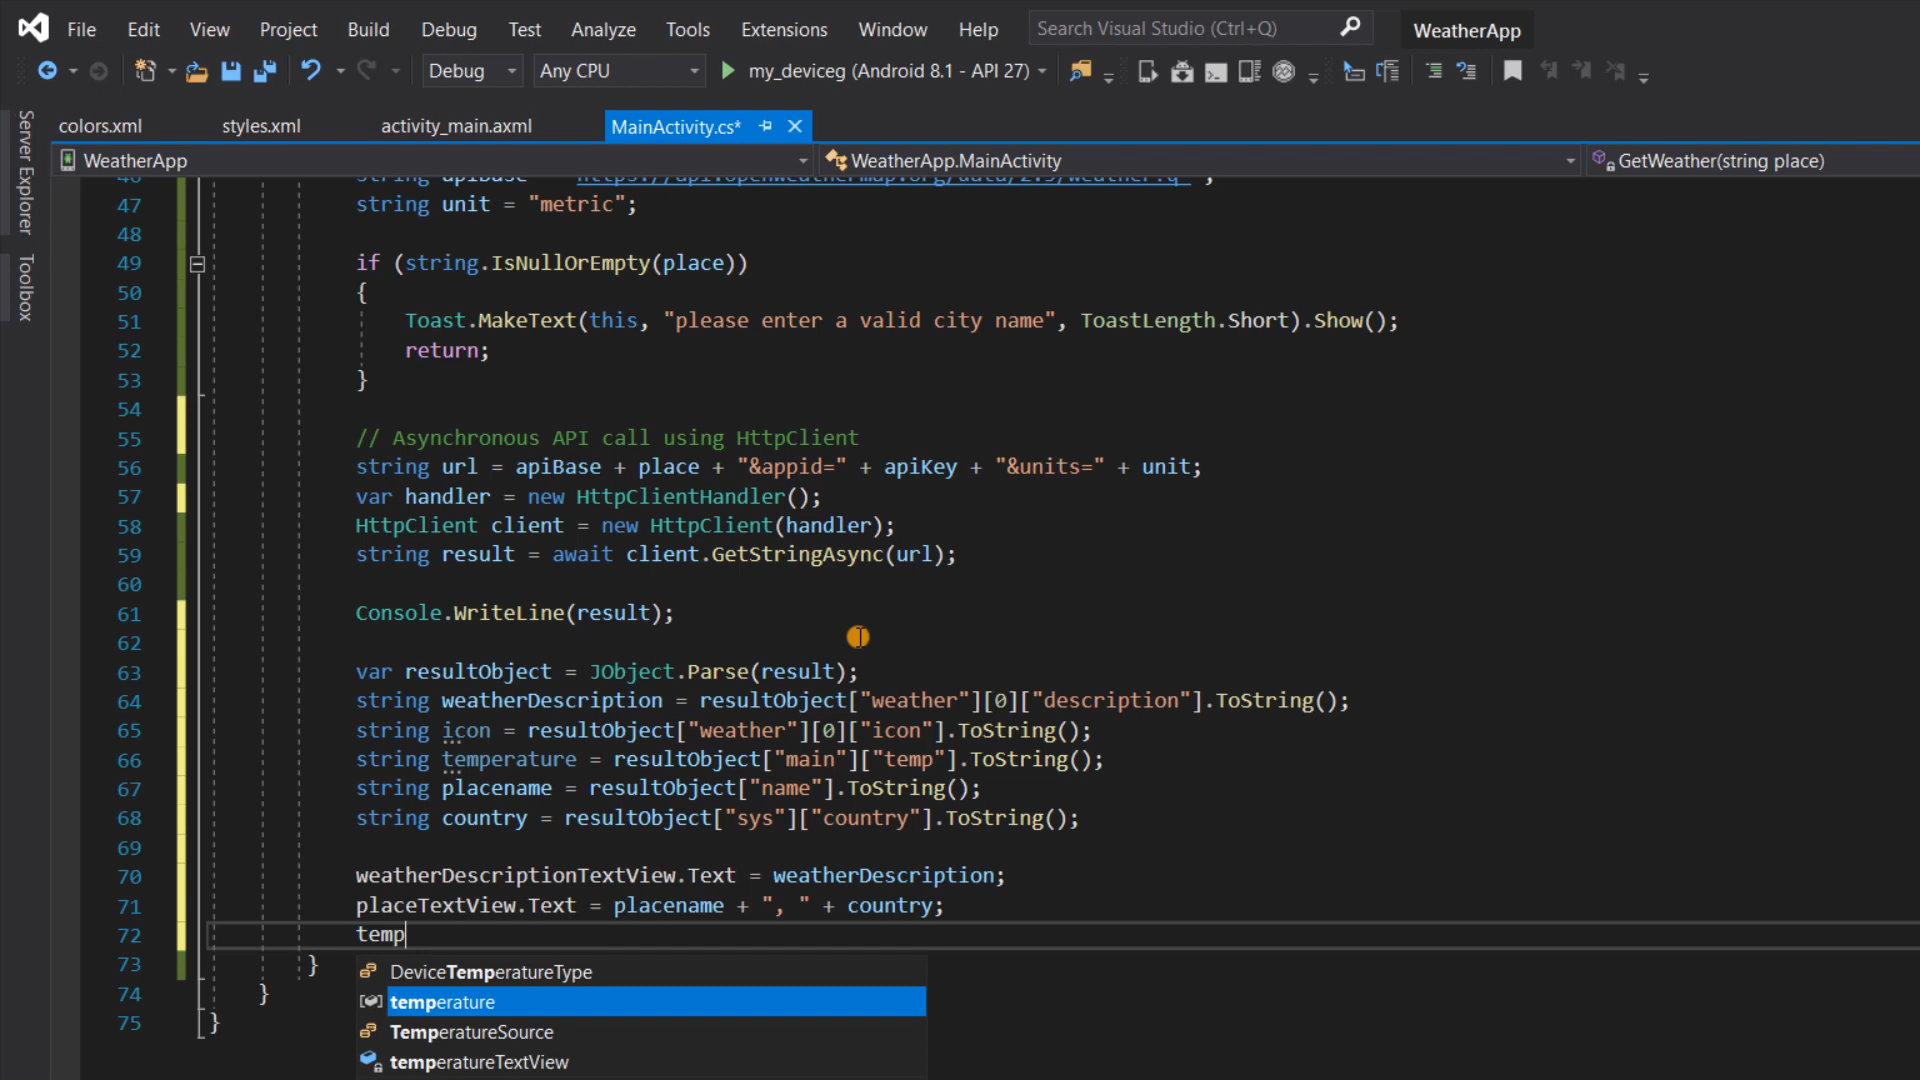 File Edit View Project Build Debug Test Analyze Tools Extensions Window Help Search Visual Studio (Ctrl+Q) WeatherApp
Debug Any CPU my_deviceg (Android 8.1 - API 27)
Server Explorer
Toolbox
colors.xml styles.xml activity_main.axml MainActivity.cs*
WeatherApp WeatherApp.MainActivity GetWeather(string place)
47 string unit = "metric";
48
49 if (string.IsNullOrEmpty(place))
50 {
51 Toast.MakeText(this, "please enter a valid city name", ToastLength.Short).Show();
52 return;
53 }
54
55 // Asynchronous API call using HttpClient
56 string url = apiBase + place + "&appid=" + apiKey + "&units=" + unit;
57 var handler = new HttpClientHandler();
58 HttpClient client = new HttpClient(handler);
59 string result = await client.GetStringAsync(url);
60
61 Console.WriteLine(result);
62
63 var resultObject = JObject.Parse(result);
64 string weatherDescription = resultObject["weather"][0]["description"].ToString();
65 string icon = resultObject["weather"][0]["icon"].ToString();
66 string temperature = resultObject["main"]["temp"].ToString();
67 string placename = resultObject["name"].ToString();
68 string country = resultObject["sys"]["country"].ToString();
69
70 weatherDescriptionTextView.Text = weatherDescription;
71 placeTextView.Text = placename + ", " + country;
72 temp
73 }
74 }
75 }
DeviceTemperatureType
temperature
TemperatureSource
temperatureTextView